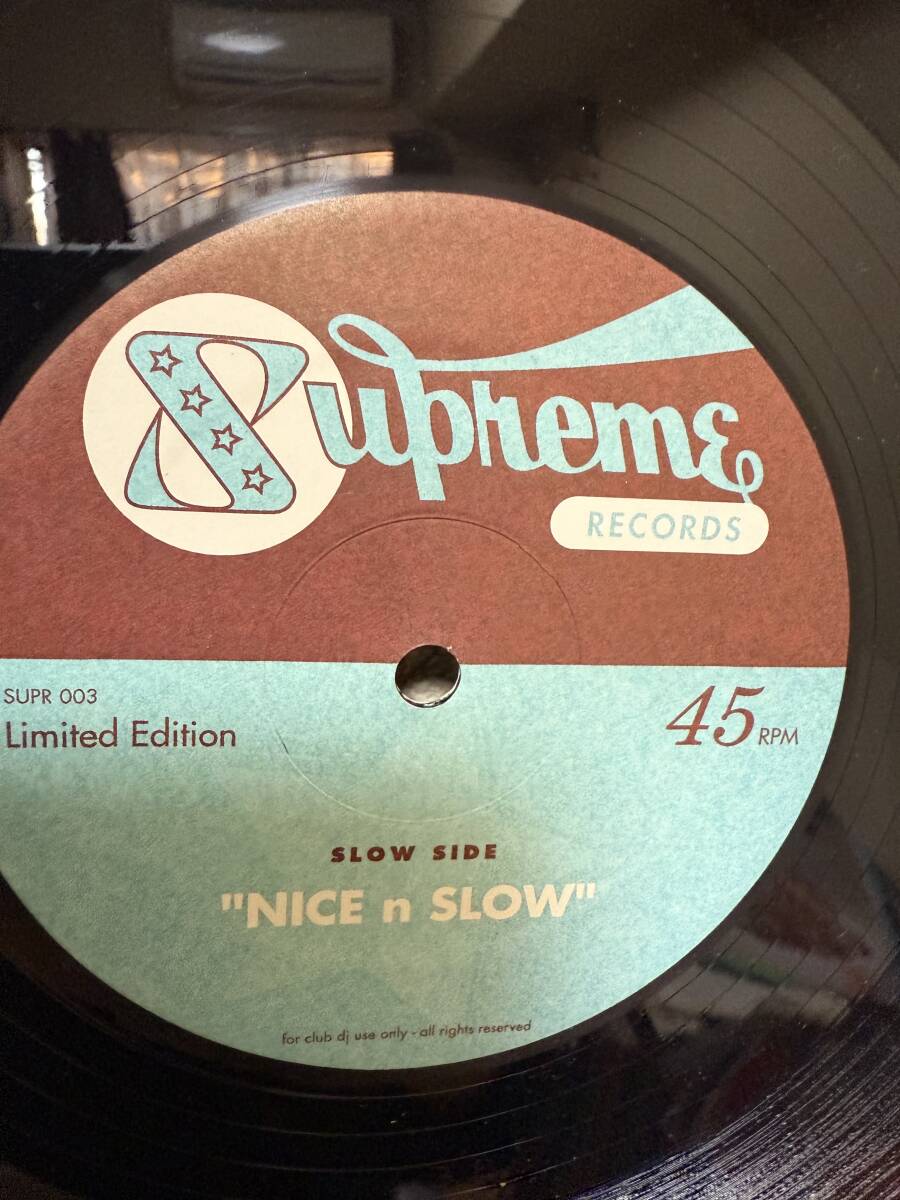 Supreme
RECORDS
SUPR 003
Limited Edition
45 RPM
SLOW SIDE
"NICE n SLOW"
for club dj use only - all rights reserved